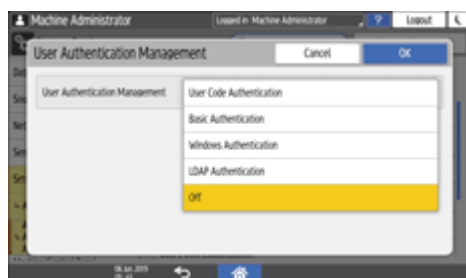 Machine Administrator
Logged in Machine Administrator
?
Logout
User Authentication Management
Cancel
OK
User Authentication Management
User Code Authentication
Basic Authentication
Windows Authentication
LDAP Authentication
Off